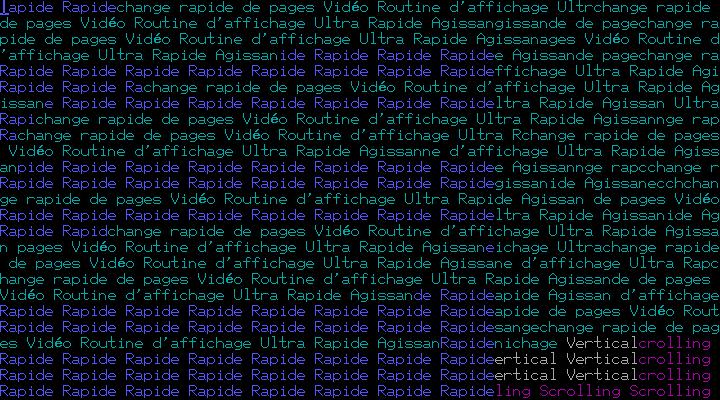 Rapide Rapidechange rapide de pages Vidéo Routine d'affichage Ultrchange rapide
de pages Vidéo Routine d'affichage Ultra Rapide Agissangissande de pages chang ra
pide de pages Vidéo Routine d'affichage Ultra Rapide Agissanages Vidéo Routine d
'affichage Ultra Rapide Agissanide Rapide Rapide Rapide Rapidee Agissande pagechange ra
Rapide Rapide Rapide Rapide Rapide Rapide Rapide Rapideffichage Ultra Rapide Agi
Rapide Rapide Rachange rapide de pages Vidéo Routine d'affichage Ultra Rapide Ag
issane Rapide Rapide Rapide Rapide Rapide Rapide Rapideltra Rapide Agissan Ultra
Rapichange rapide de pages Vidéo Routine d'affichage Ultra Rapide Agissannge rap
Rachange rapide de pages Vidéo Routine d'affichage Ultra Rchange rapide de pages
Vidéo Routine d'affichage Ultra Rapide Agissanne d'affichage Ultra Rapide Agiss
anpide Rapide Rapide Rapide Rapide Rapide Rapide Rapidee Agissannge rapcchange r
Rapide Rapide Rapide Rapide Rapide Rapide Rapide Rapidegissanide Agissanecchchan
ge rapide de pages Vidéo Routine d'affichage Ultra Rapide Agissan de pages Vidéo
Rapide Rapide Rapide Rapide Rapide Rapide Rapide Rapideltra Rapide Agissanide Ag
Rapide Rapidchange rapide de pages Vidéo Routine d'affichage Ultra Rapide Agissa
n pages Vidéo Routine d'affichage Ultra Rapide Agissaneichage Ultrachange rapide
de pages Vidéo Routine d'affichage Ultra Rapide Agissane d'affichage Ultra Rapc
hange rapide de pages Vidéo Routine d'affichage Ultra Rapide Agissande de pages
Vidéo Routine d'affichage Ultra Rapide Agissande Rapideapide Agissan d'affichage
Rapide Rapide Rapide Rapide Rapide Rapide Rapide Rapideapide de pages Vidéo Rout
Rapide Rapide Rapide Rapide Rapide Rapide Rapide Rapidesangechange rapide de pag
es Vidéo Routine d'affichage Ultra Rapide AgissanRapidenichage Verticalcrolling
Rapide Rapide Rapide Rapide Rapide Rapide Rapide Rapideertical Verticalcrolling
Rapide Rapide Rapide Rapide Rapide Rapide Rapide Rapideertical Verticalcrolling
Rapide Rapide Rapide Rapide Rapide Rapide Rapide Rapideling Scrolling Scrolling